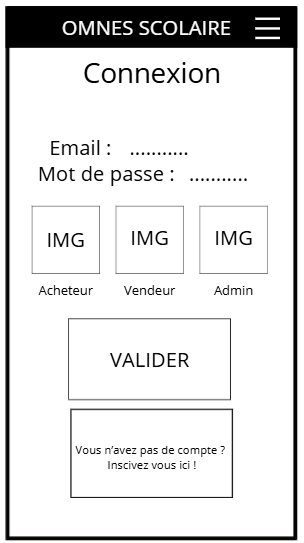 OMNES SCOLAIRE
Connexion
Email : ...........
Mot de passe : ...........
IMG IMG IMG
Acheteur Vendeur Admin
VALIDER
Vous n'avez pas de compte ?
Inscivez vous ici !